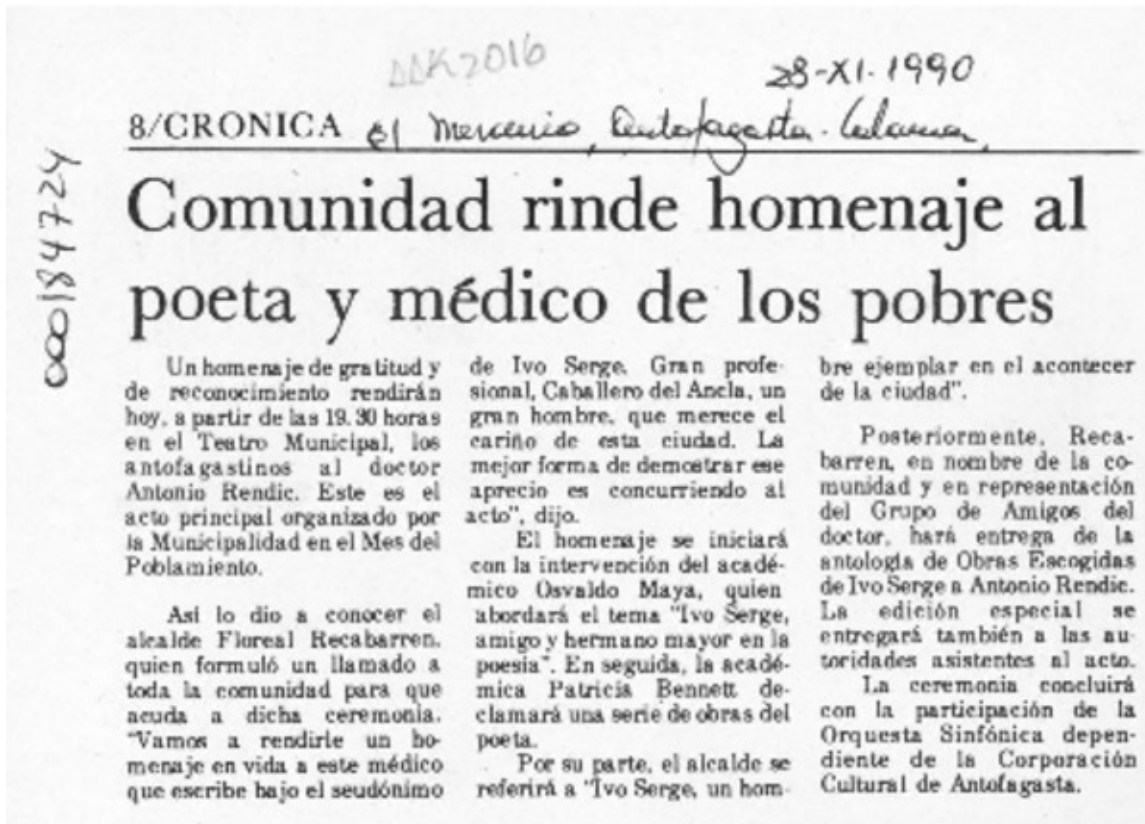 AAK2016
28-XI-1990
8/CRONICA El Mercurio, Antofagasta-Calama.
00018 4724
Comunidad rinde homenaje al
poeta y médico de los pobres
Un homenaje de gratitud y
de reconocimiento rendirán
hoy, a partir de las 19.30 horas
en el Teatro Municipal, los
antofagastinos al doctor
Antonio Rendic. Este es el
acto principal organizado por
la Municipalidad en el Mes del
Poblamiento.
Así lo dio a conocer el
alcalde Floreal Recabarren,
quien formuló un llamado a
toda la comunidad para que
acuda a dicha ceremonia.
"Vamos a rendirle un ho-
menaje en vida a este médico
que escribe bajo el seudónimo
de Ivo Serge. Gran profe-
sional, Caballero del Ancla, un
gran hombre, que merece el
cariño de esta ciudad. La
mejor forma de demostrar ese
aprecio es concurriendo al
acto", dijo.
El homenaje se iniciará
con la intervención del acadé-
mico Osvaldo Maya, quien
abordará el tema "Ivo Serge,
amigo y hermano mayor en la
poesía". En seguida, la acadé-
mica Patricia Bennett de-
clamará una serie de obras del
poeta.
Por su parte, el alcalde se
referirá a "Ivo Serge, un hom-
bre ejemplar en el acontecer
de la ciudad".
Posteriormente, Reca-
barren, en nombre de la co-
munidad y en representación
del Grupo de Amigos del
doctor, hará entrega de la
antología de Obras Escogidas
de Ivo Serge a Antonio Rendic.
La edición especial se
entregará también a las au-
toridades asistentes al acto.
La ceremonia concluirá
con la participación de la
Orquesta Sinfónica depen-
diente de la Corporación
Cultural de Antofagasta.